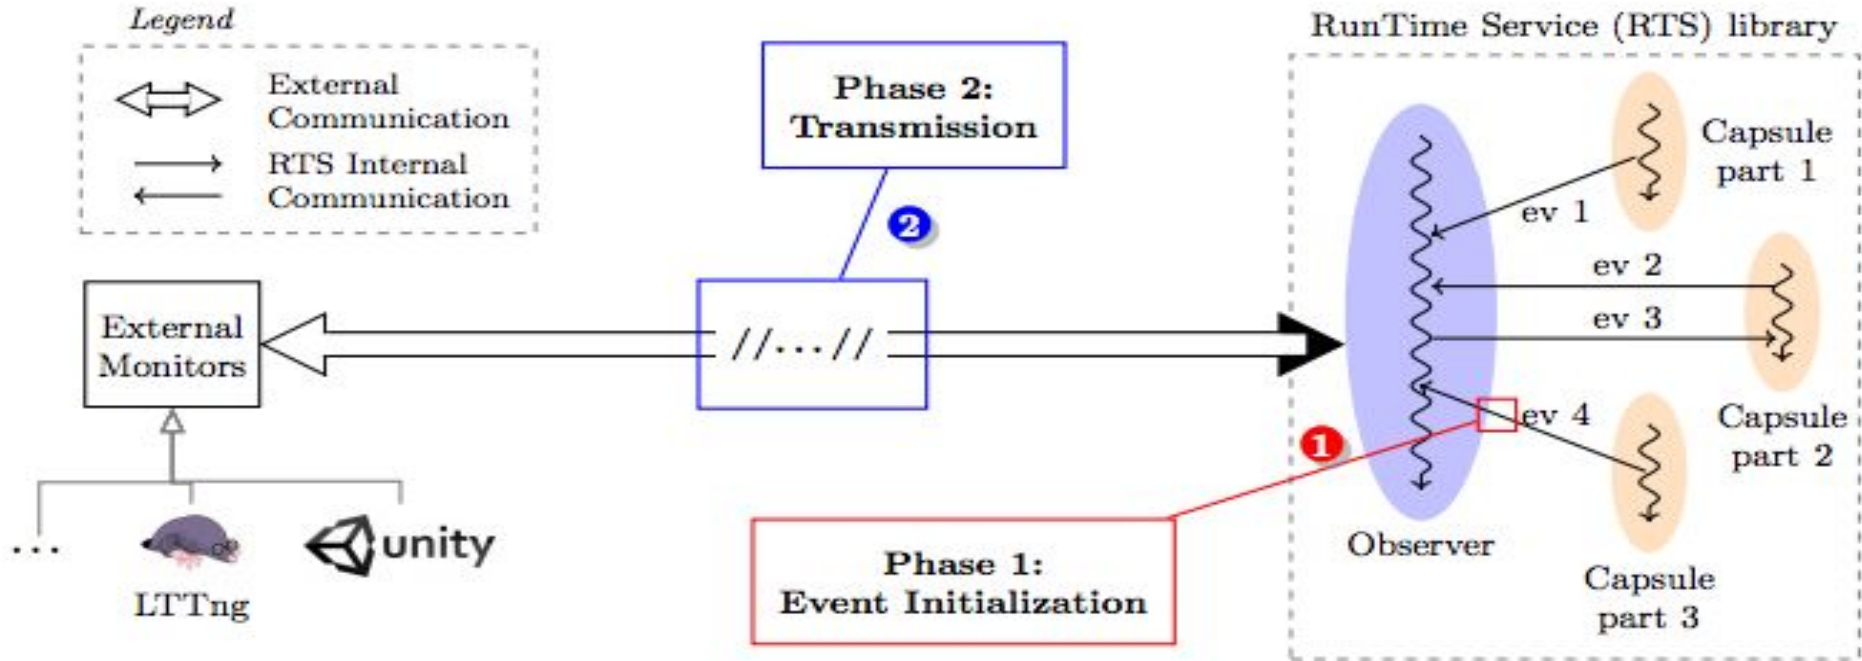 Legend
External
Communication
RTS Internal
Communication
Phase 2:
Transmission
2
RunTime Service (RTS) library
Capsule
part 1
ev 1
ev 2
ev 3
ev 4
Capsule
part 2
External
Monitors
//...//
1
Observer
Capsule
part 3
Phase 1:
Event Initialization
...
LTTng
unity